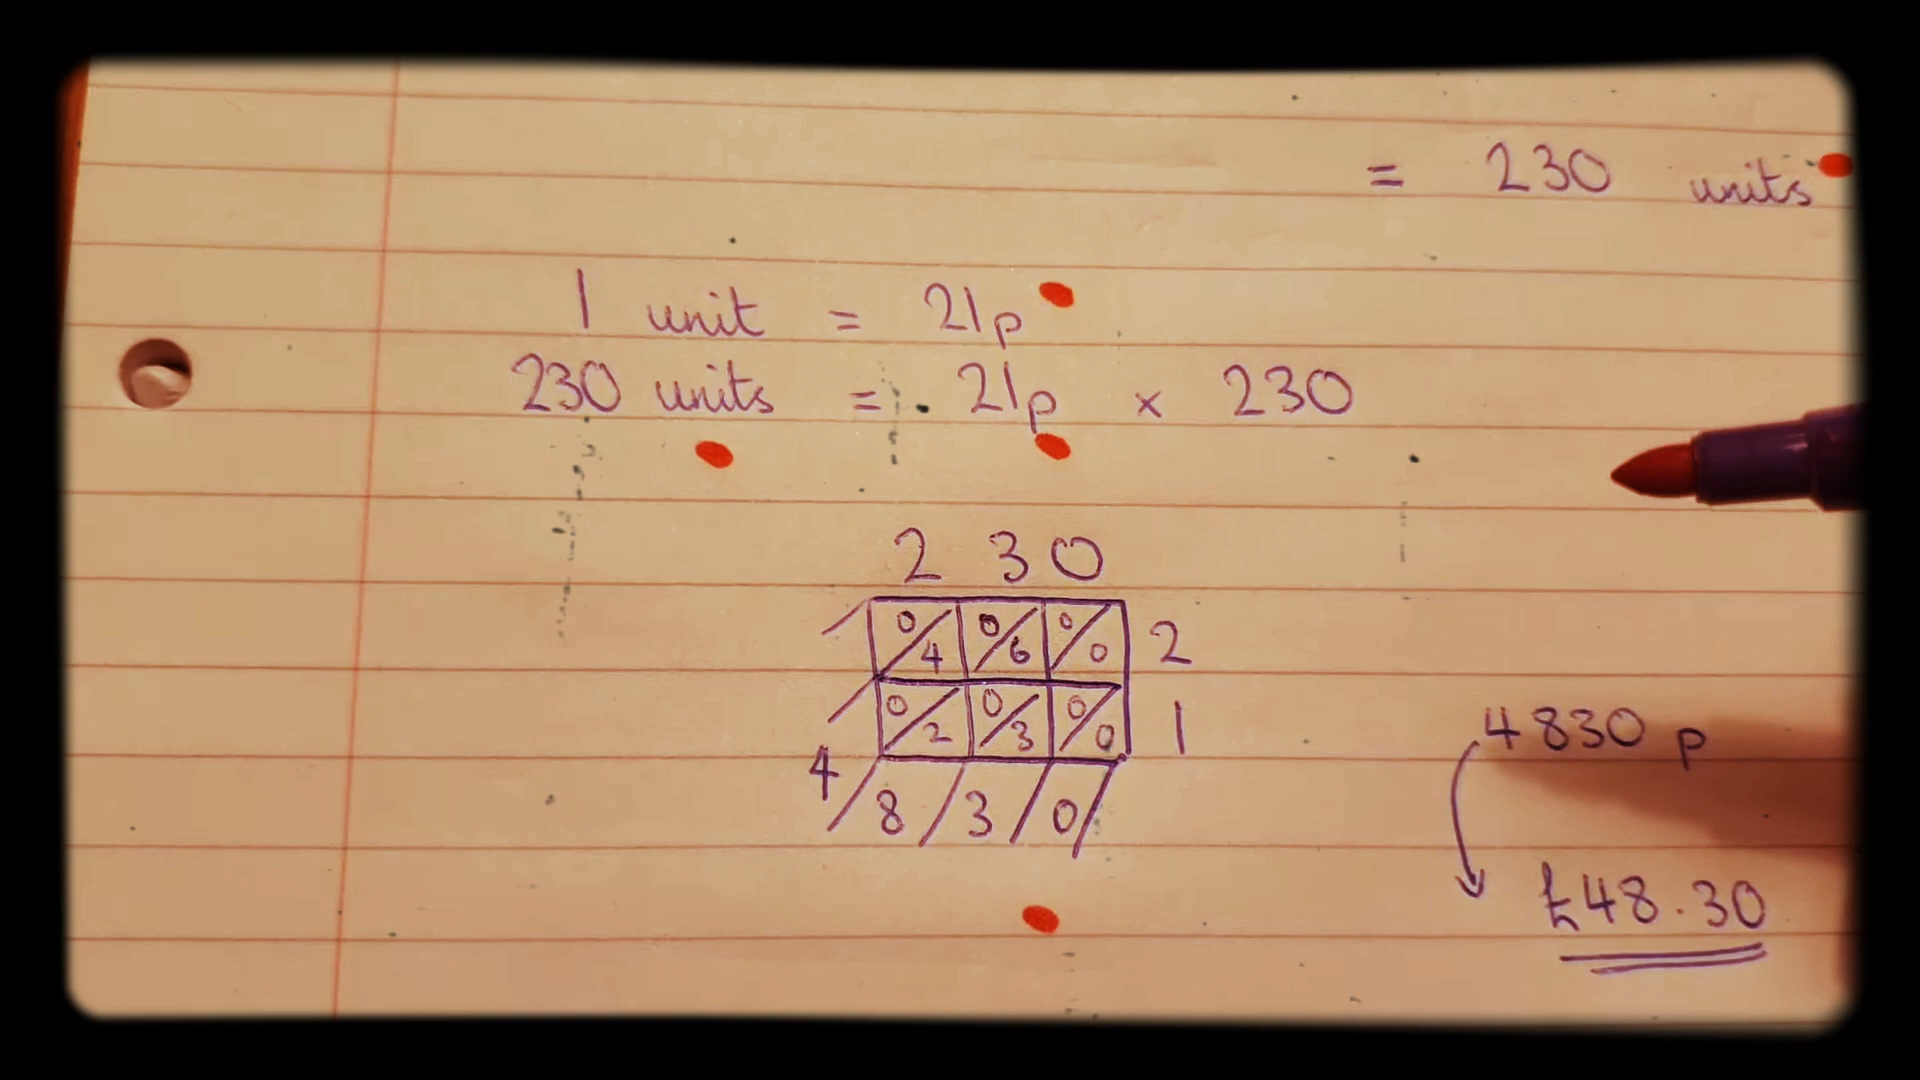 = 230 units
1 unit = 21p
230 units = 21p × 230
2 3 0
0/4 0/6 0/0 2
0/2 0/3 0/0 1
4/8/3/0/
4830 p
£48.30